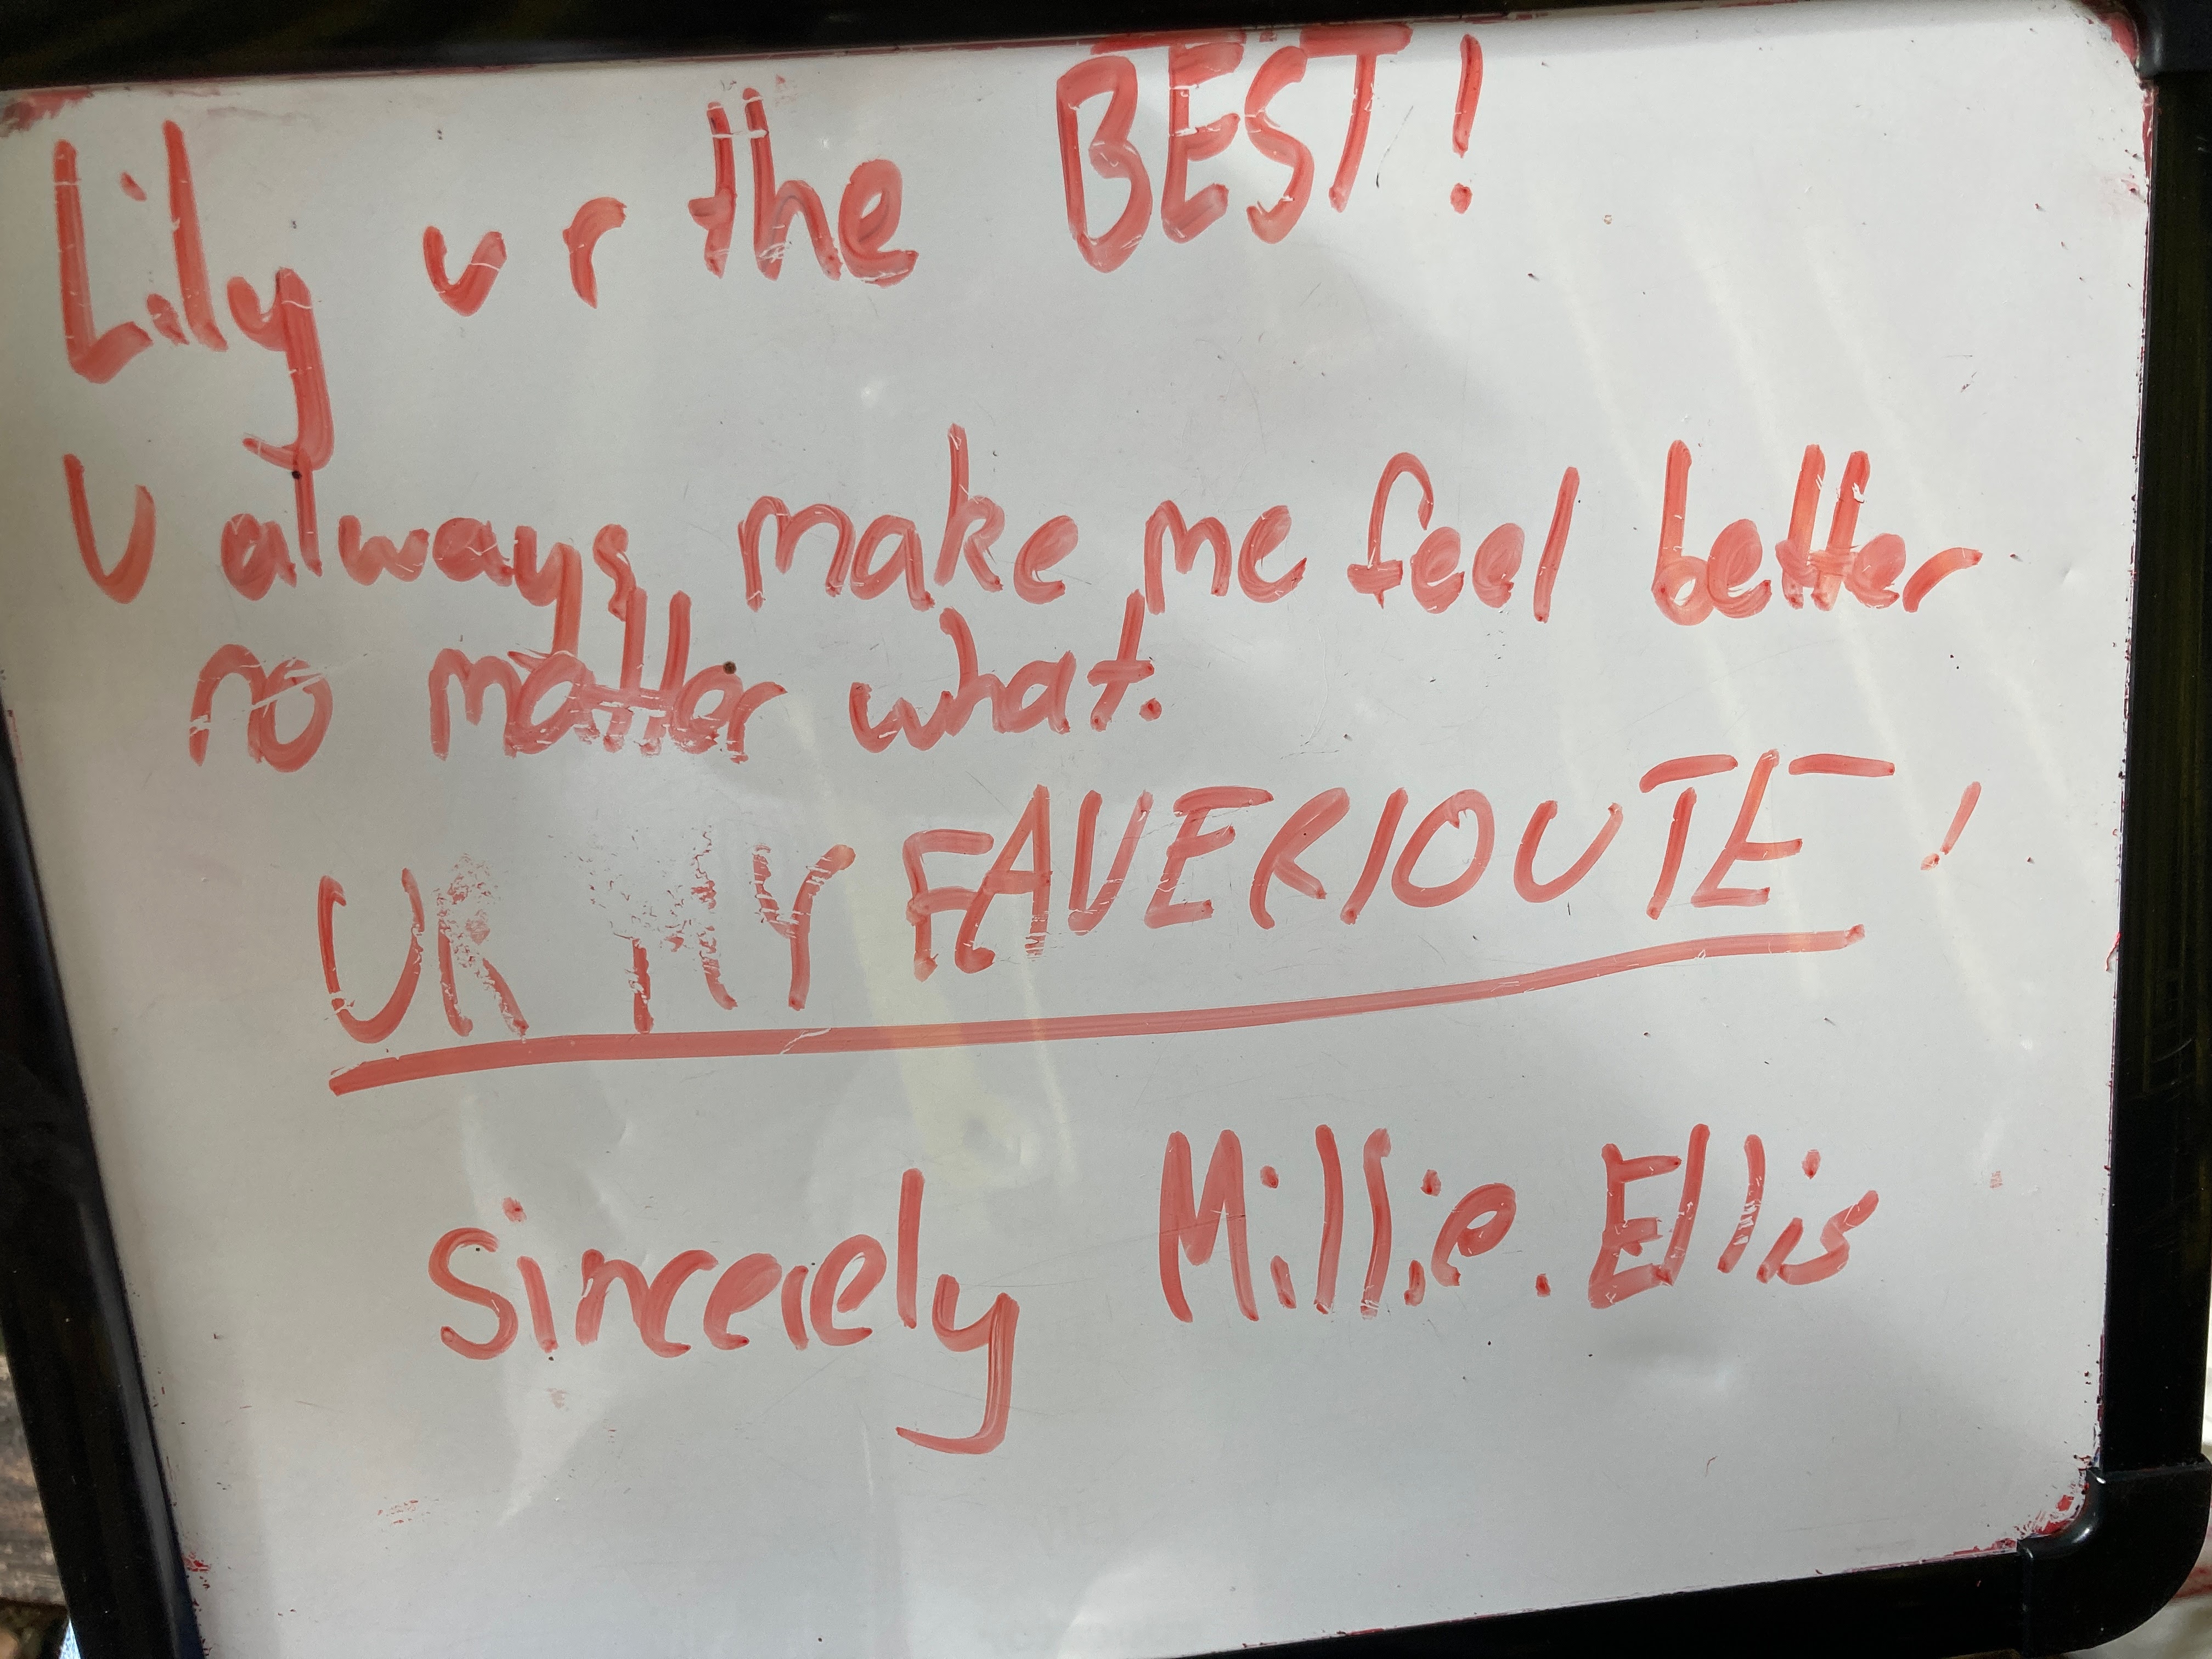 Lily u r the BEST!
U always make me feel better
no matter what.
UR MY FAVERIOUTE!
Sincerely Millie. Ellis